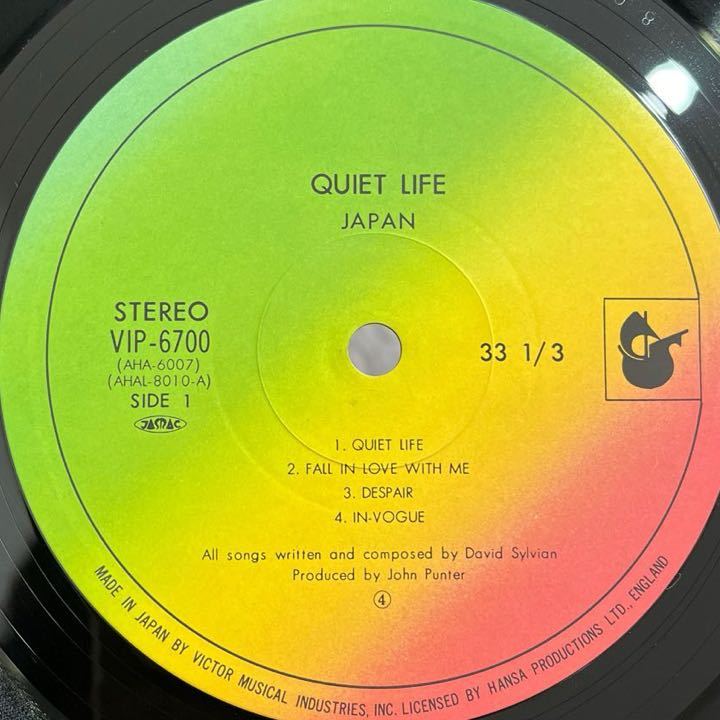 QUIET LIFE
JAPAN
STEREO
VIP-6700
(AHA-6007)
(AHAL-8010-A)
SIDE 1
JASRAC
33 1/3
1. QUIET LIFE
2. FALL IN LOVE WITH ME
3. DESPAIR
4. IN-VOGUE
All songs written and composed by David Sylvian
Produced by John Punter
④
MADE IN JAPAN BY VICTOR MUSICAL INDUSTRIES, INC. LICENSED BY HANSA PRODUCTIONS LTD., ENGLAND